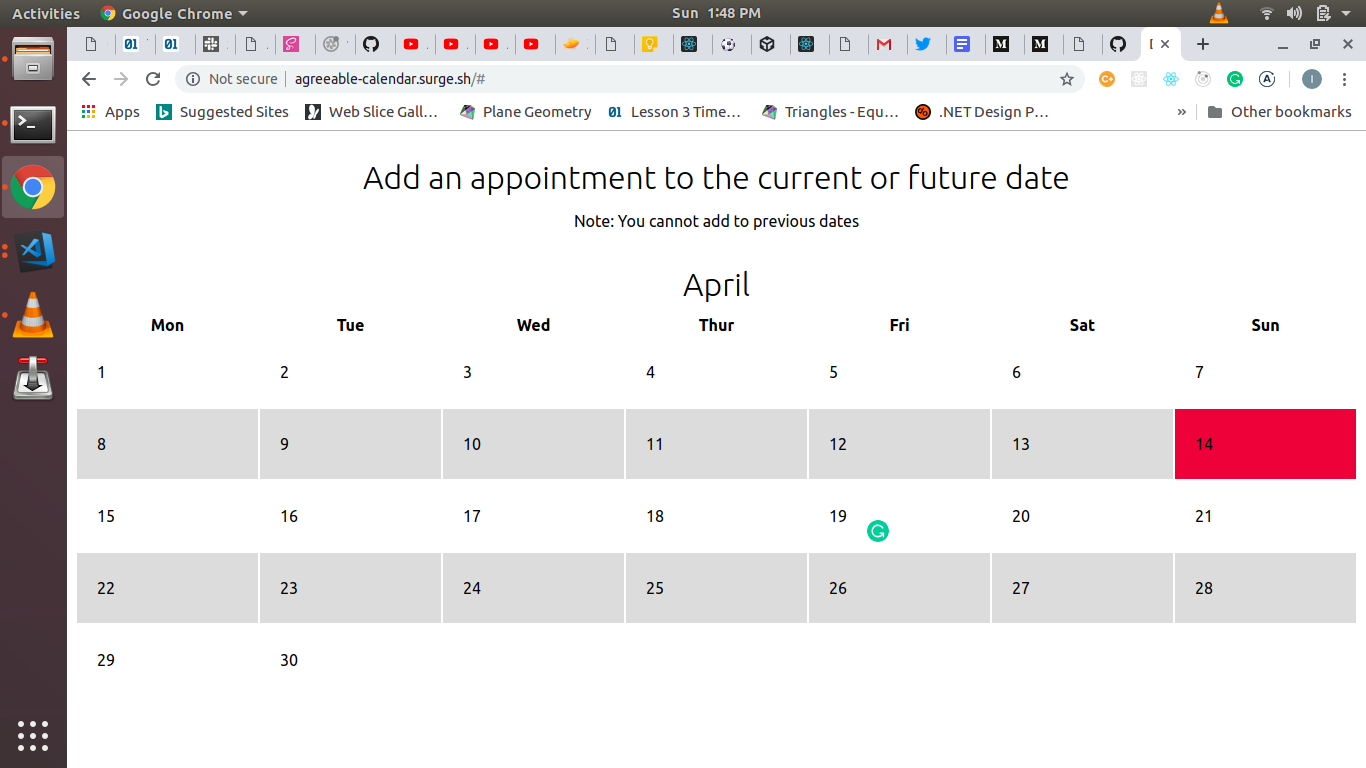 Activities Google Chrome Sun 1:48 PM
01 01 M M [
Not secure agreeable-calendar.surge.sh/# C+ A I
Apps Suggested Sites Web Slice Gall... Plane Geometry 01 Lesson 3 Time... Triangles - Equ... .NET Design P... » Other bookmarks
Add an appointment to the current or future date
Note: You cannot add to previous dates
April
Mon Tue Wed Thur Fri Sat Sun
1 2 3 4 5 6 7
8 9 10 11 12 13 14
15 16 17 18 19 20 21
22 23 24 25 26 27 28
29 30